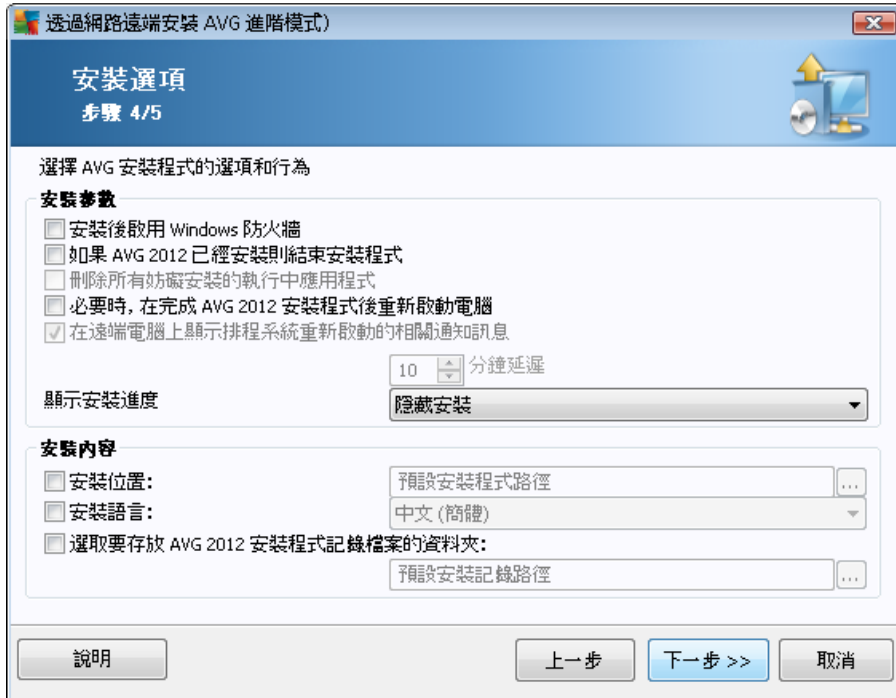 透過網路遠端安裝 AVG 進階模式)
安裝選項
步驟 4/5
選擇 AVG 安裝程式的選項和行為
安裝參數
安裝後啟用 Windows 防火牆
如果 AVG 2012 已經安裝則結束安裝程式
刪除所有妨礙安裝的執行中應用程式
必要時, 在完成 AVG 2012 安裝程式後重新啟動電腦
在遠端電腦上顯示排程系統重新啟動的相關通知訊息
10 分鐘延遲
顯示安裝進度 隱藏安裝
安裝內容
安裝位置: 預設安裝程式路徑 ...
安裝語言: 中文 (簡體)
選取要存放 AVG 2012 安裝程式記錄檔案的資料夾:
預設安裝記錄路徑 ...
說明 上一步 下一步 >> 取消